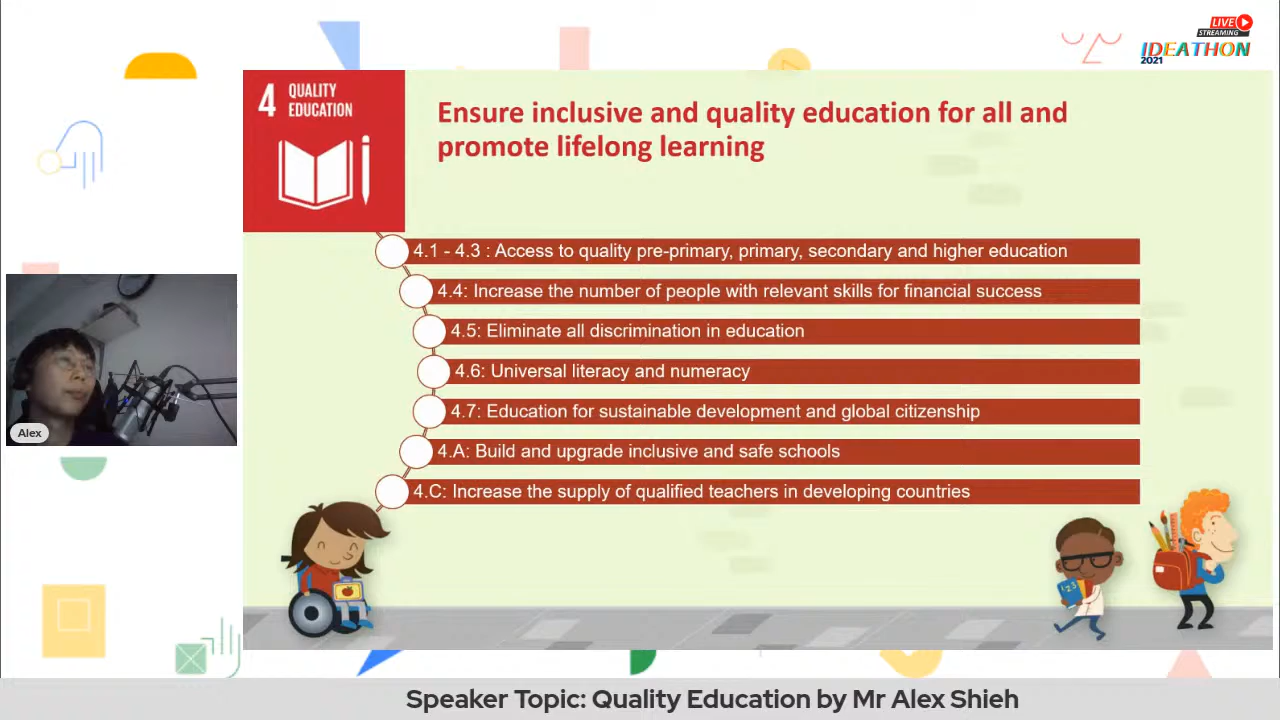 LIVE
STREAMING
IDEATHON
2021
4 QUALITY
EDUCATION
Ensure inclusive and quality education for all and
promote lifelong learning
4.1 - 4.3 : Access to quality pre-primary, primary, secondary and higher education
4.4: Increase the number of people with relevant skills for financial success
4.5: Eliminate all discrimination in education
4.6: Universal literacy and numeracy
4.7: Education for sustainable development and global citizenship
4.A: Build and upgrade inclusive and safe schools
4.C: Increase the supply of qualified teachers in developing countries
Alex
123
Speaker Topic: Quality Education by Mr Alex Shieh